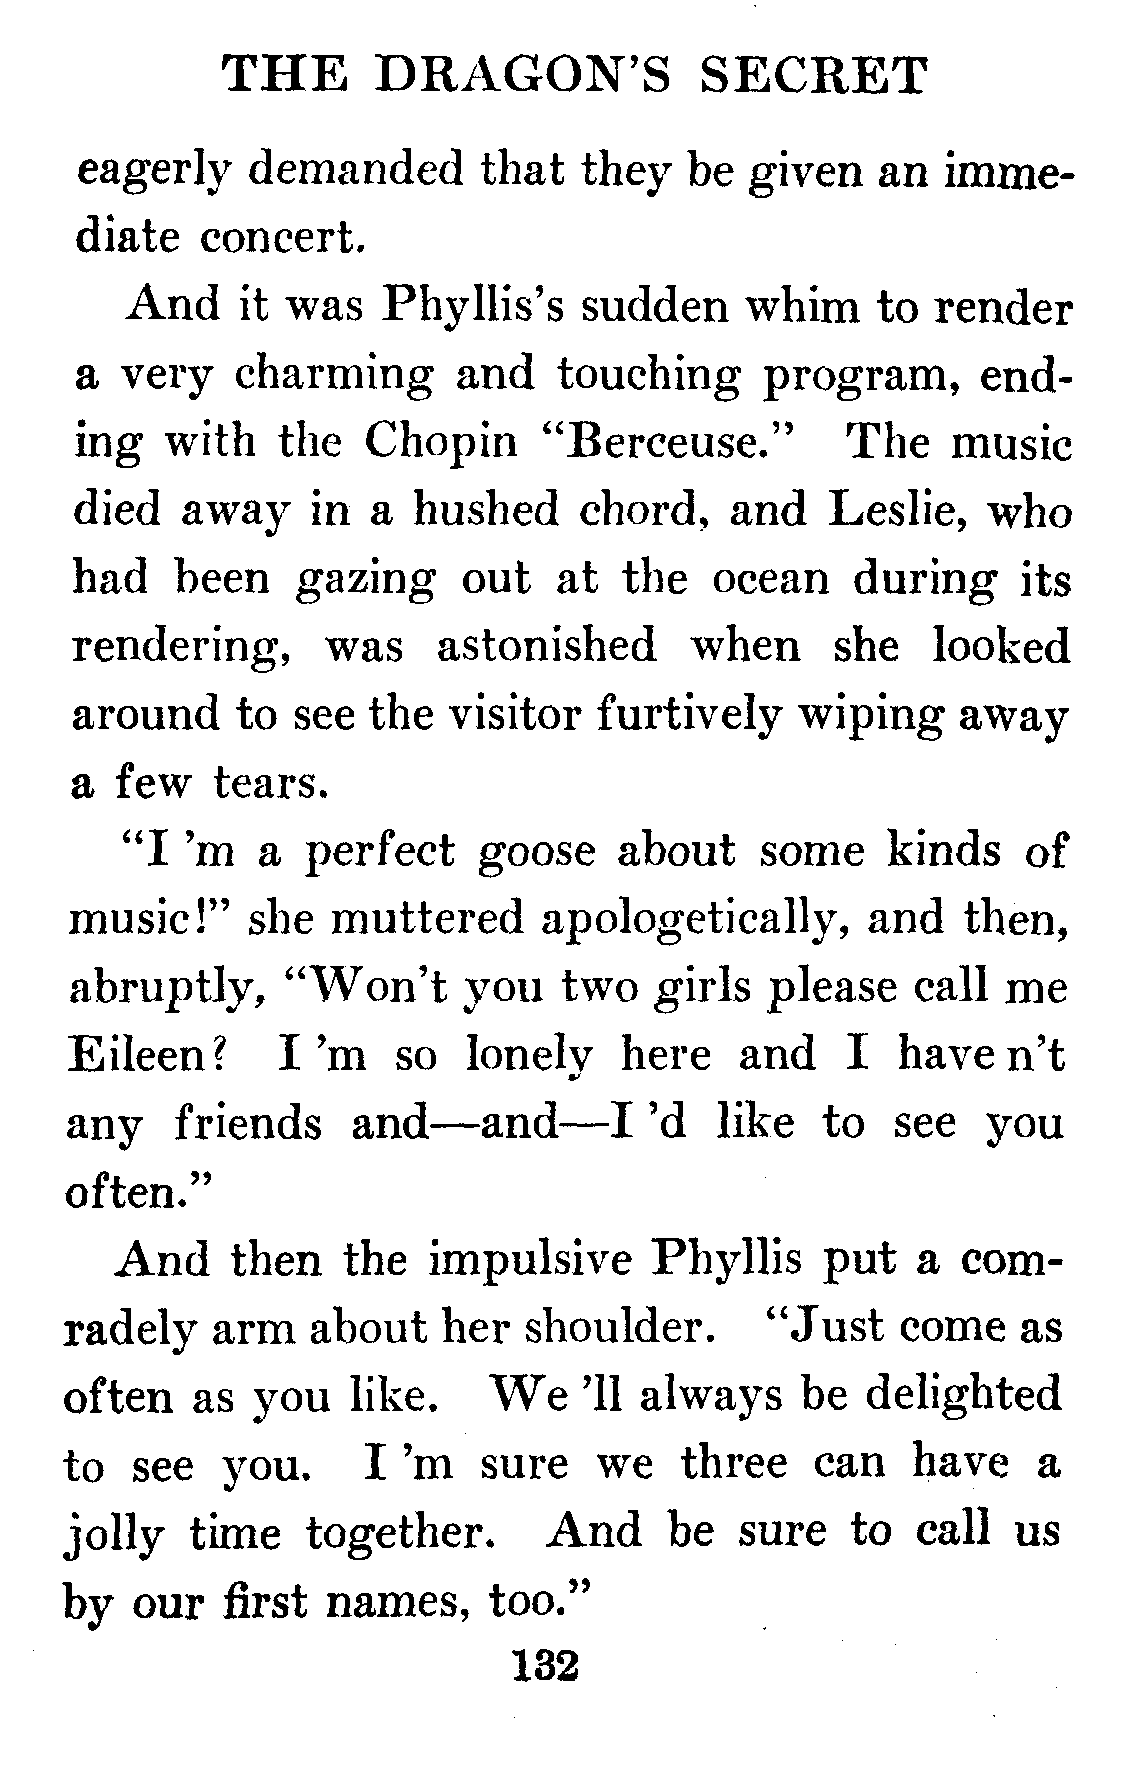 THE DRAGON'S SECRET
eagerly demanded that they be given an imme-
diate concert.
And it was Phyllis's sudden whim to render
a very charming and touching program, end-
ing with the Chopin “Berceuse.” The music
died away in a hushed chord, and Leslie, who
had been gazing out at the ocean during its
rendering, was astonished when she looked
around to see the visitor furtively wiping away
a few tears.
“I 'm a perfect goose about some kinds of
music!” she muttered apologetically, and then,
abruptly, “Won't you two girls please call me
Eileen? I 'm so lonely here and I have n't
any friends and—and—I 'd like to see you
often.”
And then the impulsive Phyllis put a com-
radely arm about her shoulder. “Just come as
often as you like. We 'll always be delighted
to see you. I 'm sure we three can have a
jolly time together. And be sure to call us
by our first names, too.”
132